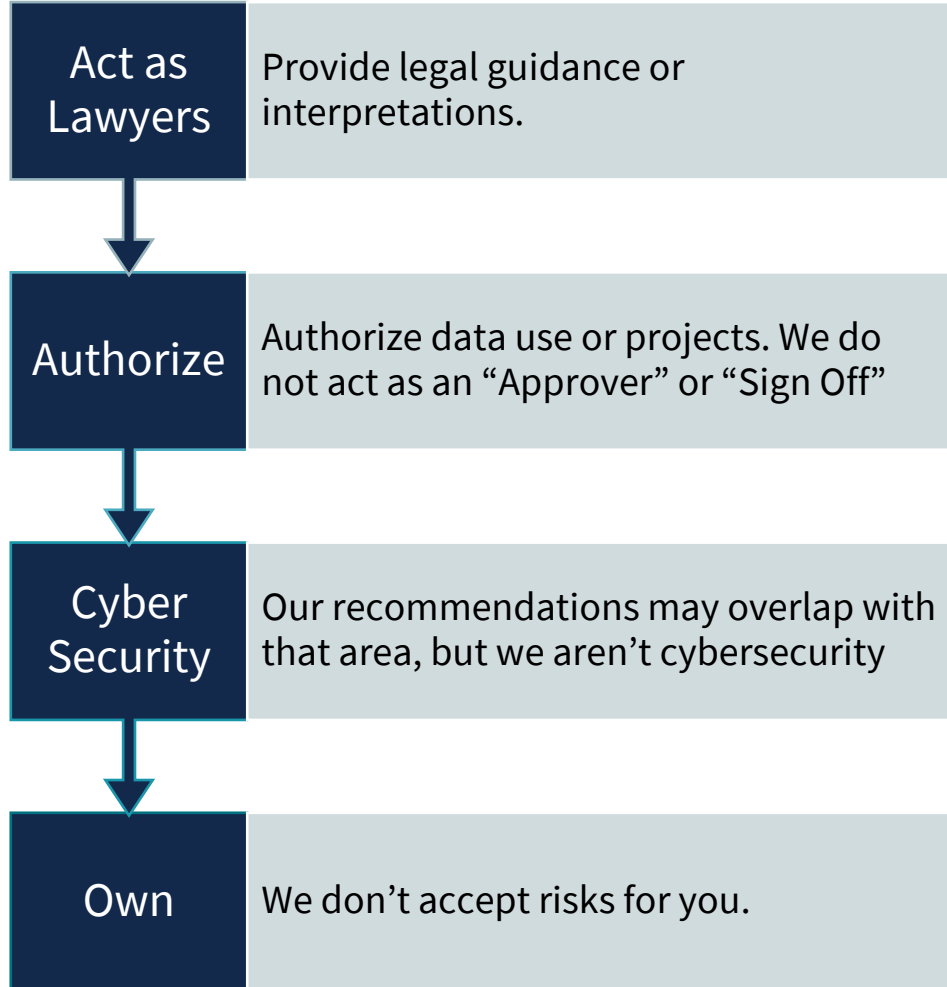 Act as
Lawyers
Provide legal guidance or
interpretations.
Authorize
Authorize data use or projects. We do
not act as an “Approver” or “Sign Off”
Cyber
Security
Our recommendations may overlap with
that area, but we aren’t cybersecurity
Own
We don’t accept risks for you.